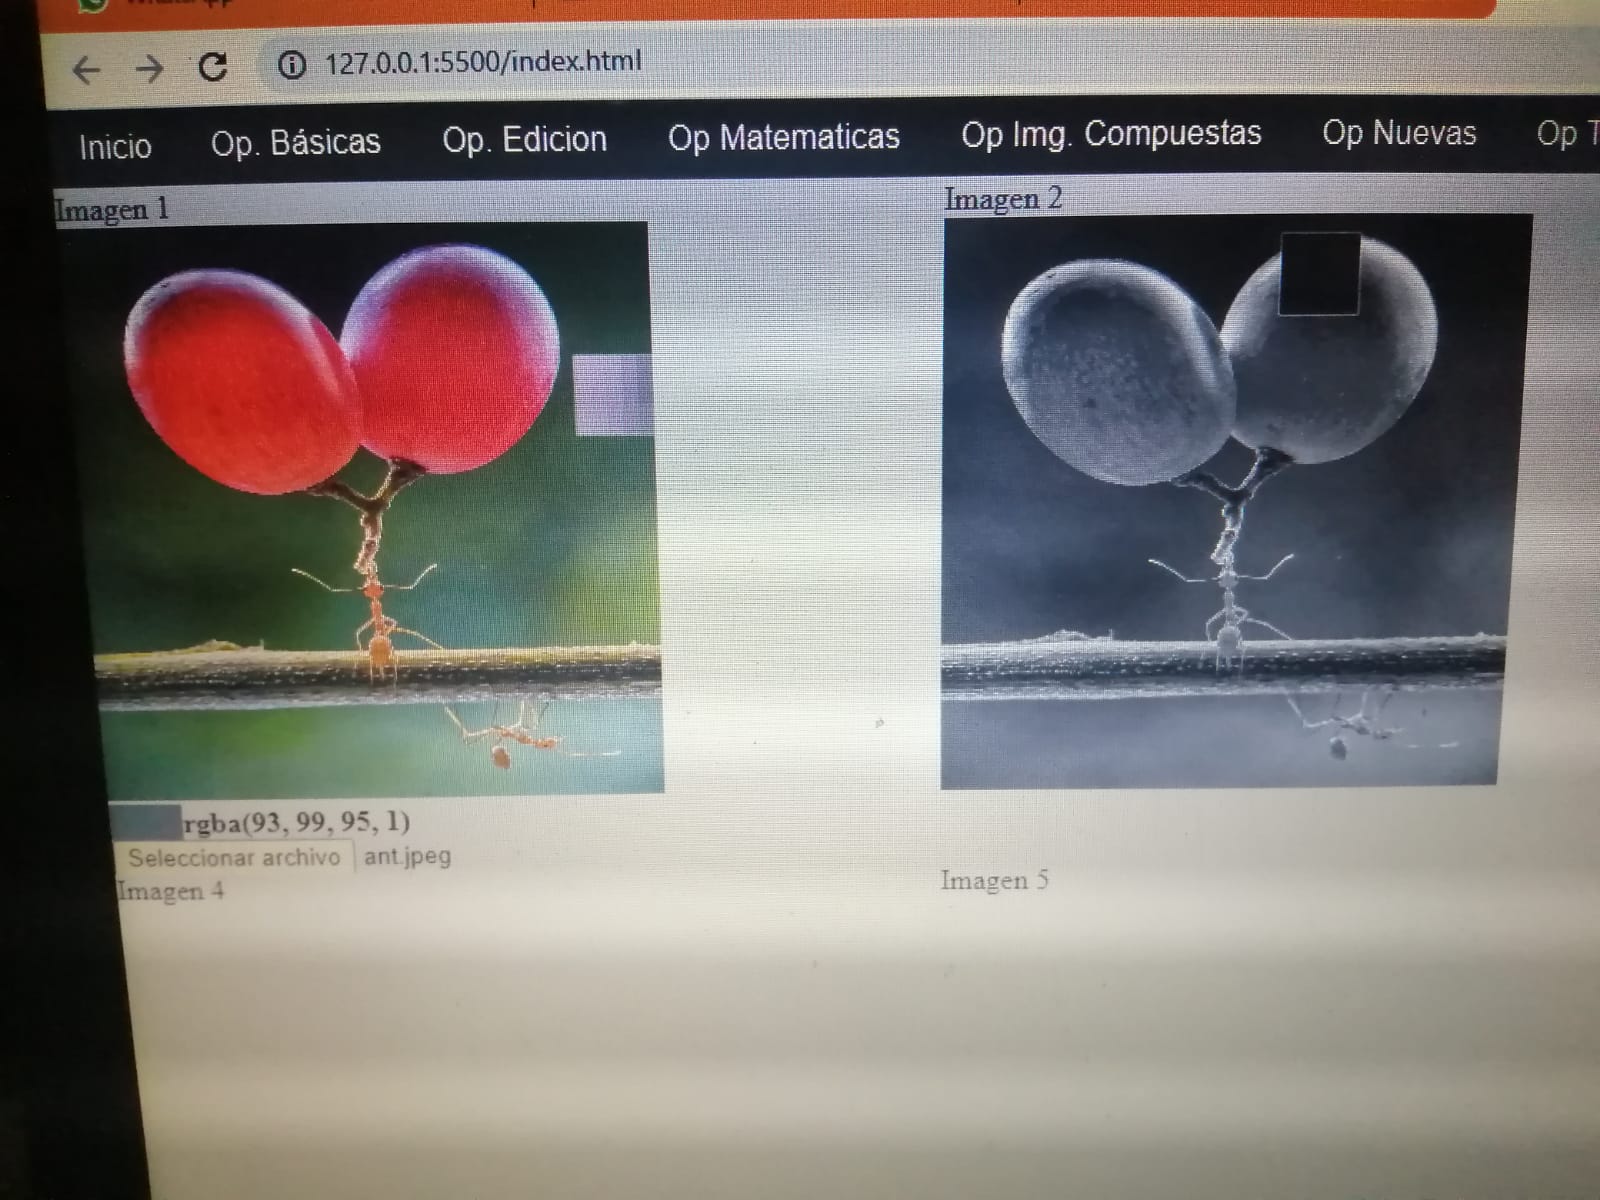 127.0.0.1:5500/index.html
Inicio Op. Básicas Op. Edicion Op Matematicas Op Img. Compuestas Op Nuevas Op
Imagen 1
Imagen 2
rgba(93, 99, 95, 1)
Seleccionar archivo ant.jpeg
Imagen 4
Imagen 5